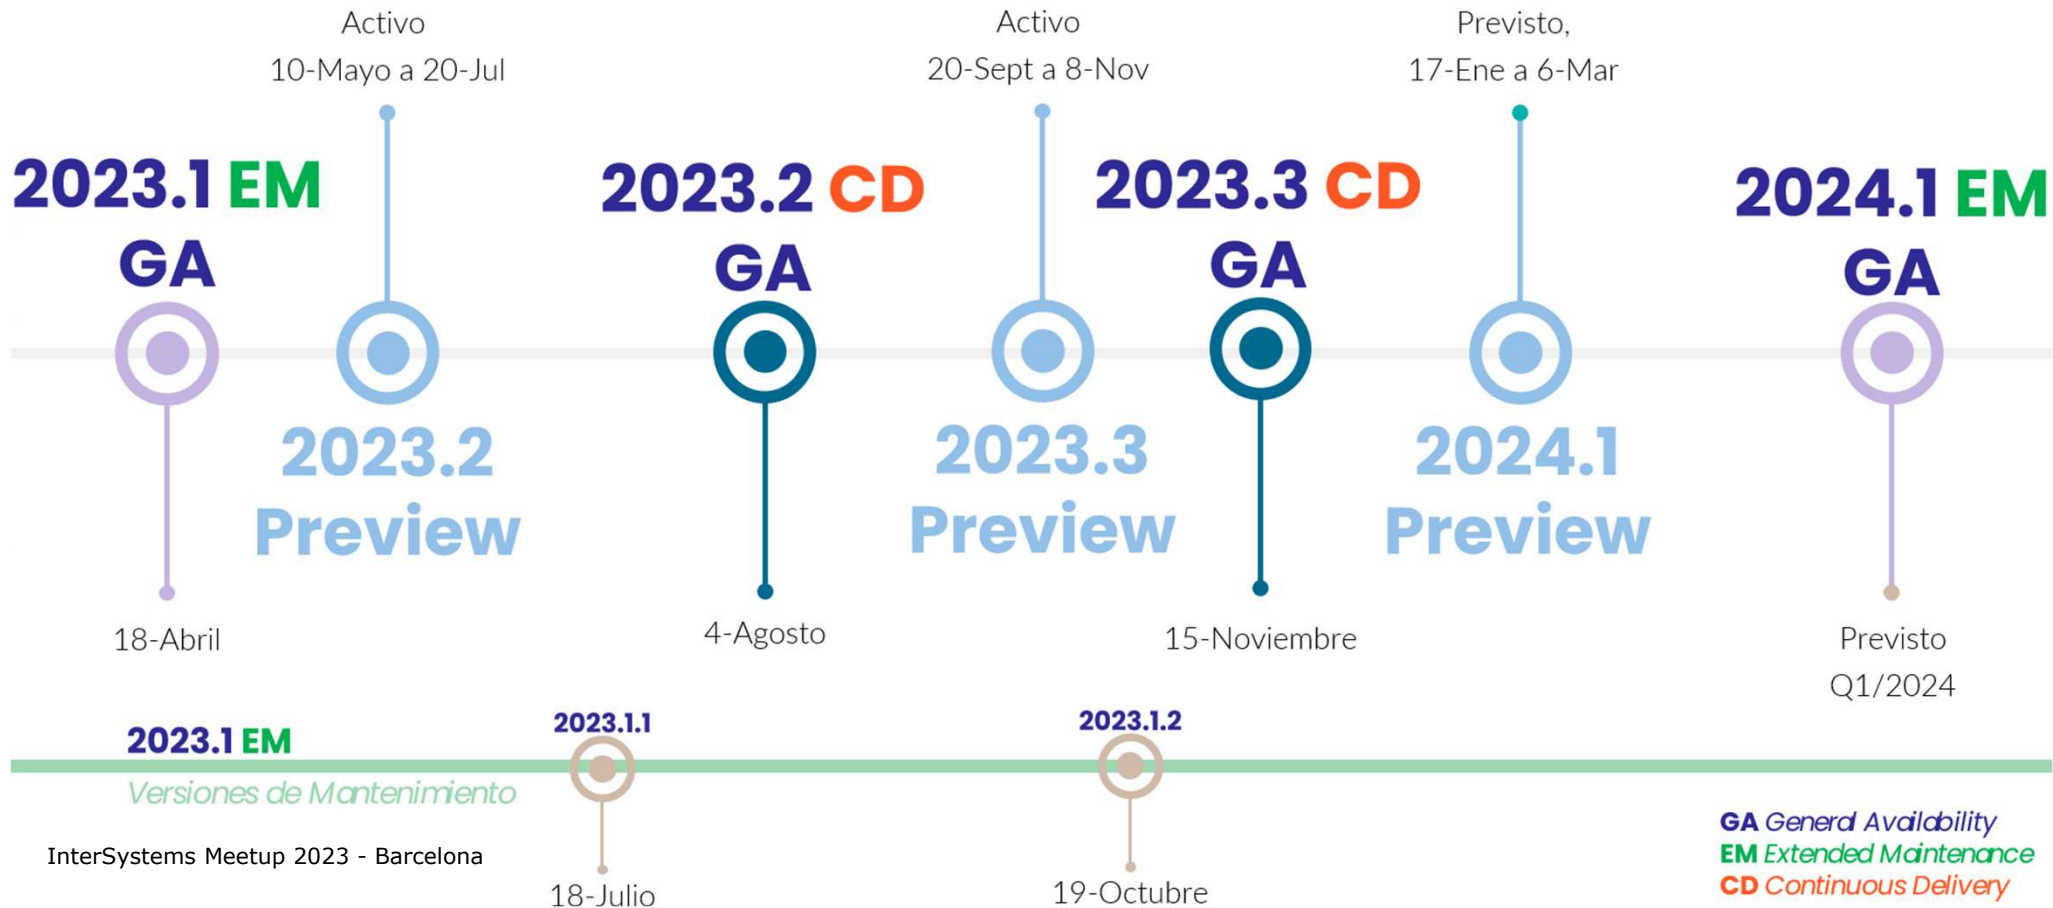 Activo
10-Mayo a 20-Jul
Activo
20-Sept a 8-Nov
Previsto,
17-Ene a 6-Mar
2023.1 EM
GA
2023.2 CD
GA
2023.3 CD
GA
2024.1 EM
GA
2023.2
Preview
2023.3
Preview
2024.1
Preview
18-Abril
4-Agosto
15-Noviembre
Previsto
Q1/2024
2023.1 EM
Versiones de Mantenimiento
2023.1.1
18-Julio
2023.1.2
19-Octubre
InterSystems Meetup 2023 - Barcelona
GA General Availability
EM Extended Maintenance
CD Continuous Delivery